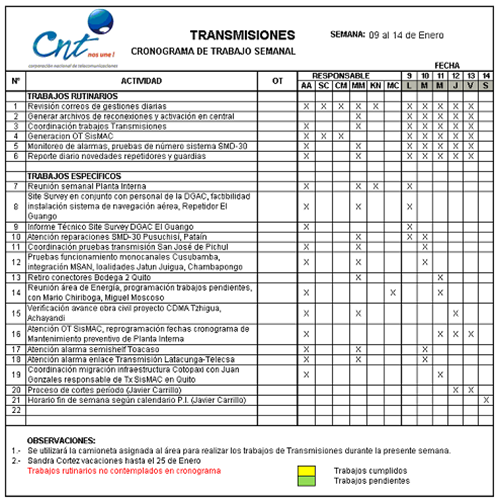 CNT
nos une!
corporación nacional de telecomunicaciones
TRANSMISIONES
SEMANA: 09 al 14 de Enero
CRONOGRAMA DE TRABAJO SEMANAL
FECHA
RESPONSABLE 9 10 11 12 13 14
Nº ACTIVIDAD OT AA SC CM MM KN MC L M M J V S
TRABAJOS RUTINARIOS
1 Revisión correos de gestiones diarias X X X X X X X X X X
2 Generar archivos de reconexiones y activación en central X X X X X X
3 Coordinación trabajos Transmisiones X X X X X X X
4 Generacion OT SisMAC X X X X X X X X
5 Monitoreo de alarmas, pruebas de número sistema SMD-30 X X X X X X X
6 Reporte diario novedades repetidores y guardias X X X X X X X
TRABAJOS ESPECIFICOS
7 Reunión semanal Planta Interna X X X X
8 Site Survey en conjunto con personal de la DGAC, factibilidad
instalación sistema de navegación aérea, Repetidor El
Guango X X X
9 Informe Técnico Site Survey DGAC El Guango X X
10 Atención reparaciones SMD-30 Pusuchisi, Pataín X X X
11 Coordinación pruebas transmisión San José de Pichul X X X
12 Pruebas funcionamiento monocanales Cusubamba,
integración MSAN, loalidades Jatun Juigua, Chambapongo X X X
13 Retiro conectores Bodega 2 Quito X X
14 Reunión área de Energía, programación trabajos pendientes,
con Mario Chiriboga, Miguel Moscoso X X X
15 Verificación avance obra civil proyecto CDMA Tzhigua,
Achayandi X X J
16 Atención OT SisMAC, reprogramación fechas cronograma de
Mantenimiento preventivo de Planta Interna X X
17 Atención alarma semishelf Toacaso X X X
18 Atención alarma enlace Transmisión Latacunga-Telecsa X X X
19 Coordinación migración infraestructura Cotopaxi con Juan
Gonzales responsable de Tx SisMAC en Quito X X
20 Proceso de cortes período (Javier Carrillo) X X
21 Horario fin de semana según calendario P.I. (Javier Carrillo) X
22
OBSERVACIONES:
1.- Se utilizará la camioneta asignada al área para realizar los trabajos de Transmisiones durante la presente semana.
2.- Sandra Cortez vacaciones hasta el 25 de Enero
Trabajos rutinarios no contemplados en cronograma
Trabajos cumplidos
Trabajos pendientes